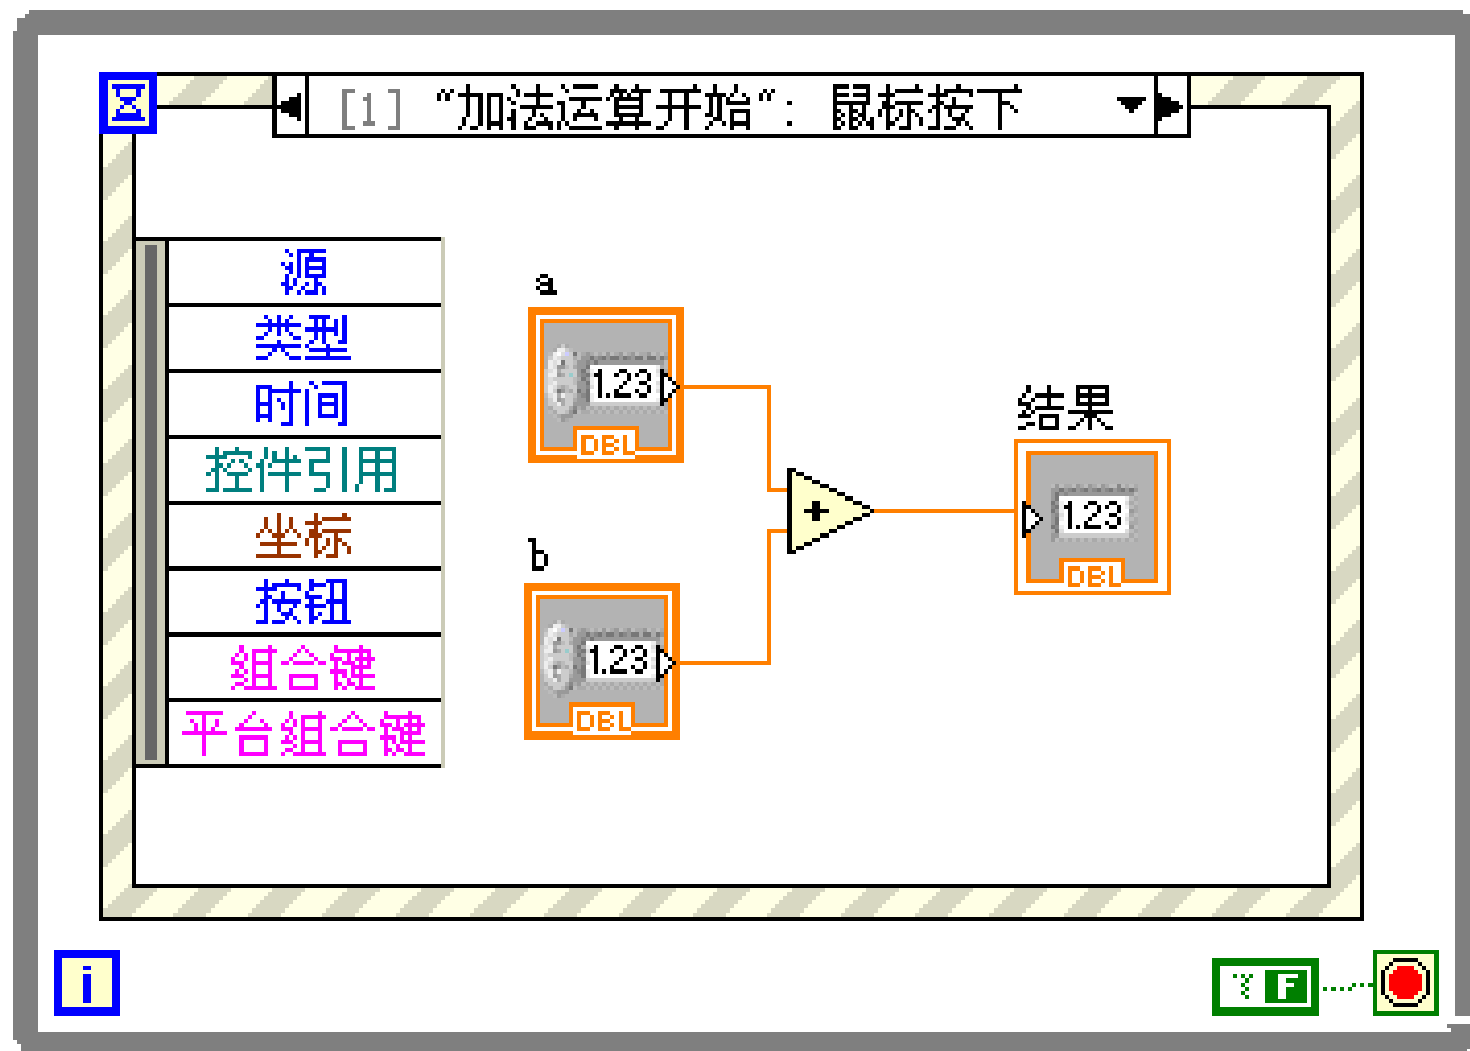 [1] “加法运算开始“: 鼠标按下
源
类型
时间
控件引用
坐标
按钮
组合键
平台组合键
a
1.23
DBL
b
1.23
DBL
+
结果
1.23
DBL
i
F